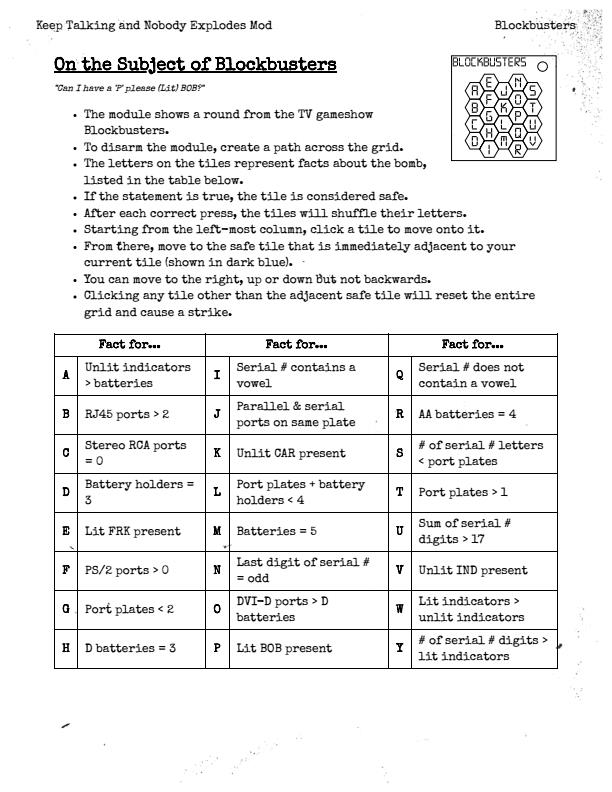 Keep Talking and Nobody Explodes Mod
Blockbusters
On the Subject of Blockbusters
"Can I have a 'P' please (Lit) BOB?"
• The module shows a round from the TV gameshow
Blockbusters.
• To disarm the module, create a path across the grid.
• The letters on the tiles represent facts about the bomb,
listed in the table below.
• If the statement is true, the tile is considered safe.
• After each correct press, the tiles will shuffle their letters.
• Starting from the left-most column, click a tile to move onto it.
• From there, move to the safe tile that is immediately adjacent to your
current tile (shown in dark blue).
• You can move to the right, up or down but not backwards.
• Clicking any tile other than the adjacent safe tile will reset the entire
grid and cause a strike.
BLOCKBUSTERS
E N
A J S
F O
B K T
G P
C L U
H Q
D M V
I R
Fact for... Fact for... Fact for...
A Unlit indicators > batteries I Serial # contains a vowel Q Serial # does not contain a vowel
B RJ45 ports > 2 J Parallel & serial ports on same plate R AA batteries = 4
C Stereo RCA ports = 0 K Unlit CAR present S # of serial # letters < port plates
D Battery holders = 3 L Port plates + battery holders < 4 T Port plates > 1
E Lit FRK present M Batteries = 5 U Sum of serial # digits > 17
F PS/2 ports > 0 N Last digit of serial # = odd V Unlit IND present
G Port plates < 2 O DVI-D ports > D batteries W Lit indicators > unlit indicators
H D batteries = 3 P Lit BOB present Y # of serial # digits > lit indicators